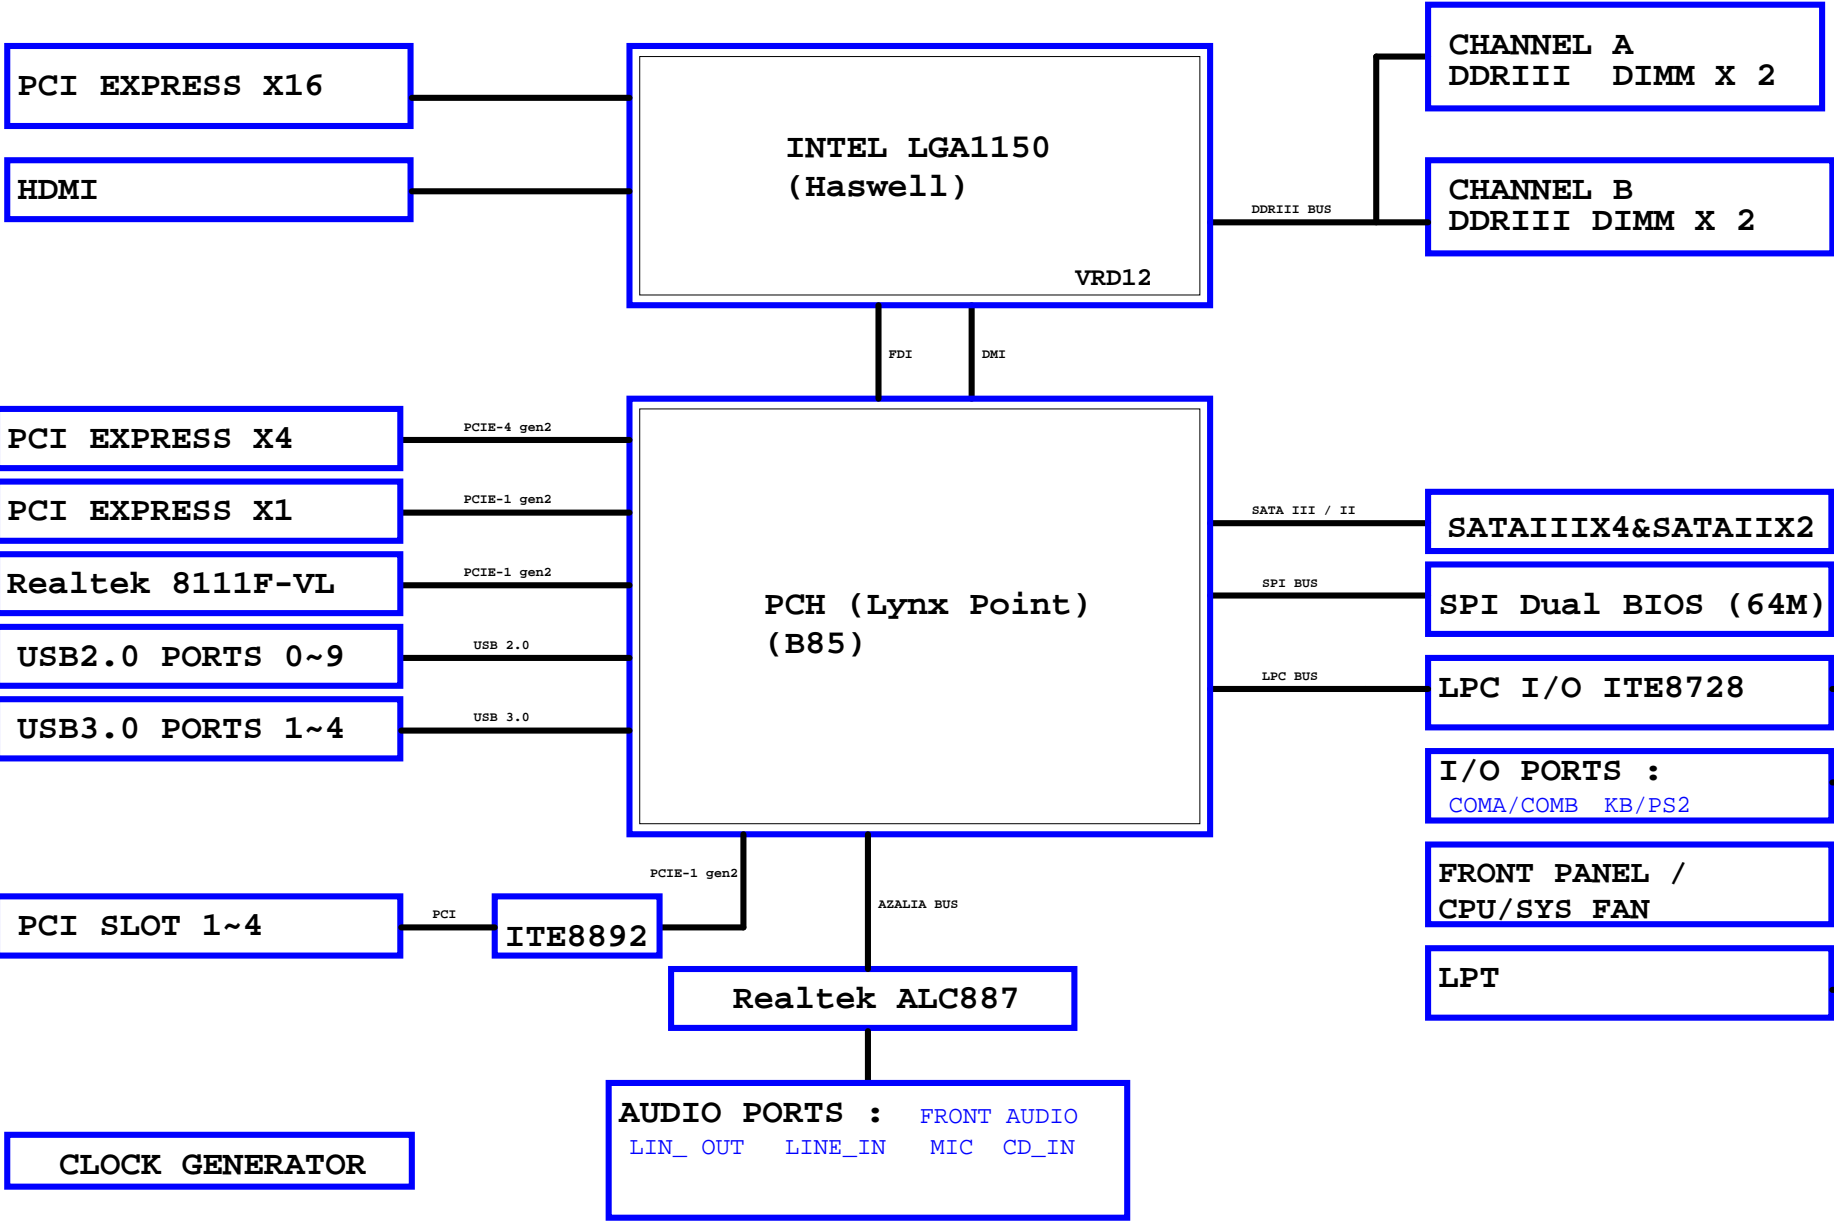 PCI EXPRESS X16
HDMI
INTEL LGA1150
(Haswell)
VRD12
CHANNEL A
DDRIII DIMM X 2
DDRIII BUS
CHANNEL B
DDRIII DIMM X 2
FDI
DMI
PCI EXPRESS X4
PCIE-4 gen2
PCI EXPRESS X1
PCIE-1 gen2
Realtek 8111F-VL
PCIE-1 gen2
USB2.0 PORTS 0~9
USB 2.0
USB3.0 PORTS 1~4
USB 3.0
PCH (Lynx Point)
(B85)
SATA III / II
SATAIIIX4&SATAIIX2
SPI BUS
SPI Dual BIOS (64M)
LPC BUS
LPC I/O ITE8728
I/O PORTS :
COMA/COMB KB/PS2
FRONT PANEL /
CPU/SYS FAN
LPT
PCI SLOT 1~4
PCI
ITE8892
PCIE-1 gen2
AZALIA BUS
Realtek ALC887
AUDIO PORTS : FRONT AUDIO
LIN_ OUT LINE_IN MIC CD_IN
CLOCK GENERATOR